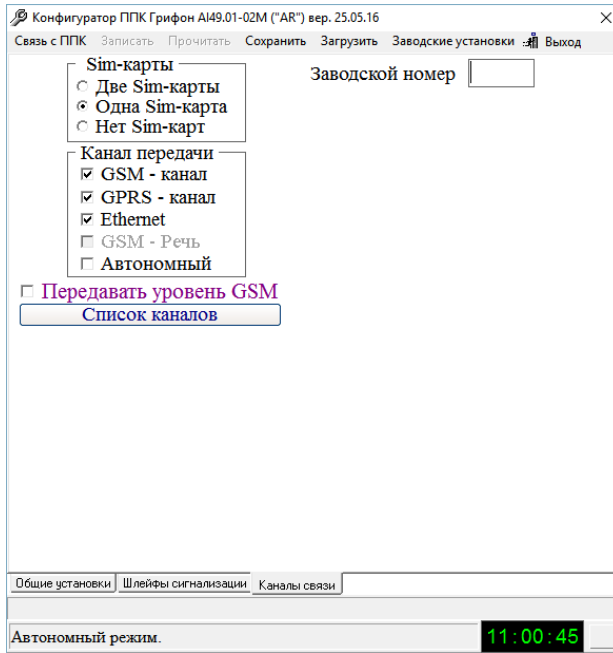 Конфигуратор ППК Грифон AI49.01-02M ("AR") вер. 25.05.16
Связь с ППК Записать Прочитать Сохранить Загрузить Заводские установки Выход
Sim-карты
Две Sim-карты
Одна Sim-карта
Нет Sim-карт
Заводской номер
Канал передачи
GSM - канал
GPRS - канал
Ethernet
GSM - Речь
Автономный
Передавать уровень GSM
Список каналов
Общие установки Шлейфы сигнализации Каналы связи
Автономный режим.
11:00:45